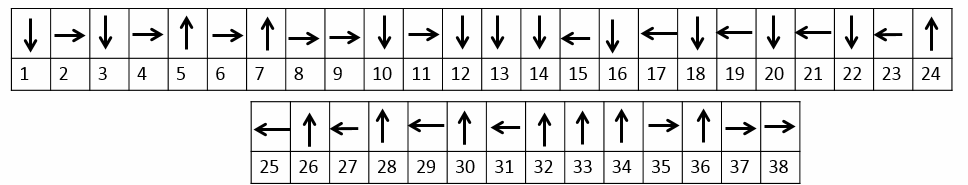 ↓ → ↓ → ↑ → ↑ → → ↓ → ↓ ↓ ↓ ← ↓ ← ↓ ← ↓ ← ↓ ← ↑
1 2 3 4 5 6 7 8 9 10 11 12 13 14 15 16 17 18 19 20 21 22 23 24
← ↑ ← ↑ ← ↑ ← ↑ ↑ ↑ → ↑ → →
25 26 27 28 29 30 31 32 33 34 35 36 37 38